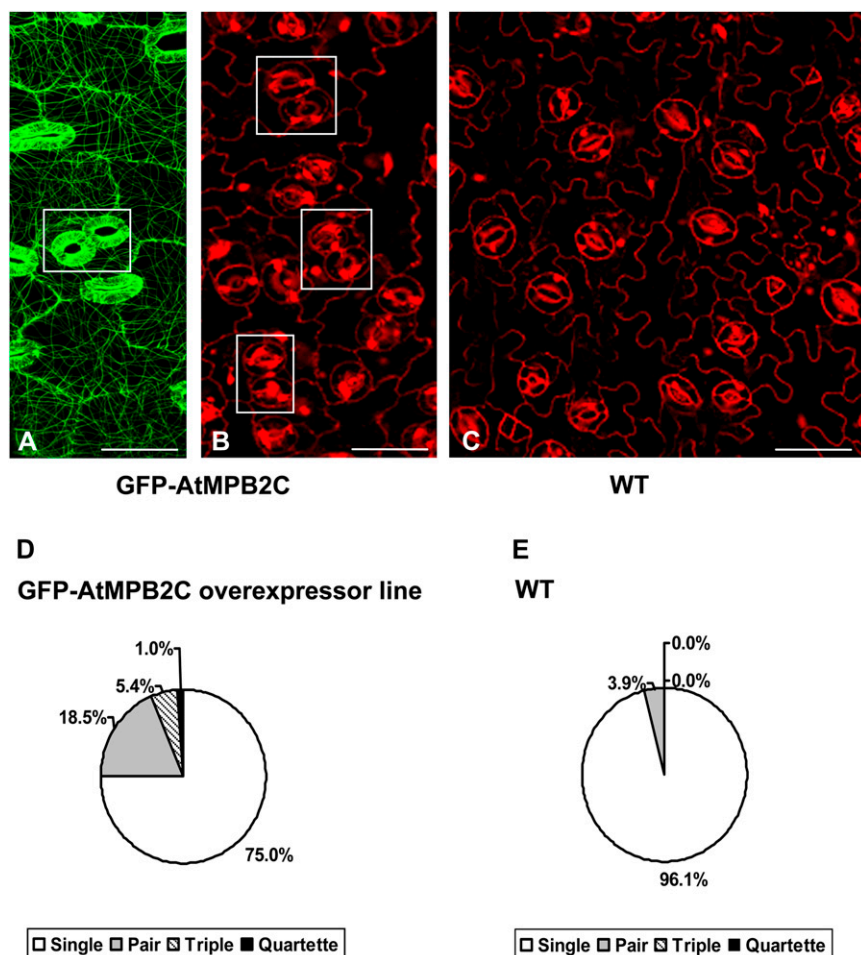 A
B
C
GFP-AtMPB2C
WT
D
GFP-AtMPB2C overexpressor line
E
WT
1.0%
5.4%
18.5%
75.0%
0.0%
0.0%
3.9%
96.1%
Single Pair Triple Quartette
Single Pair Triple Quartette